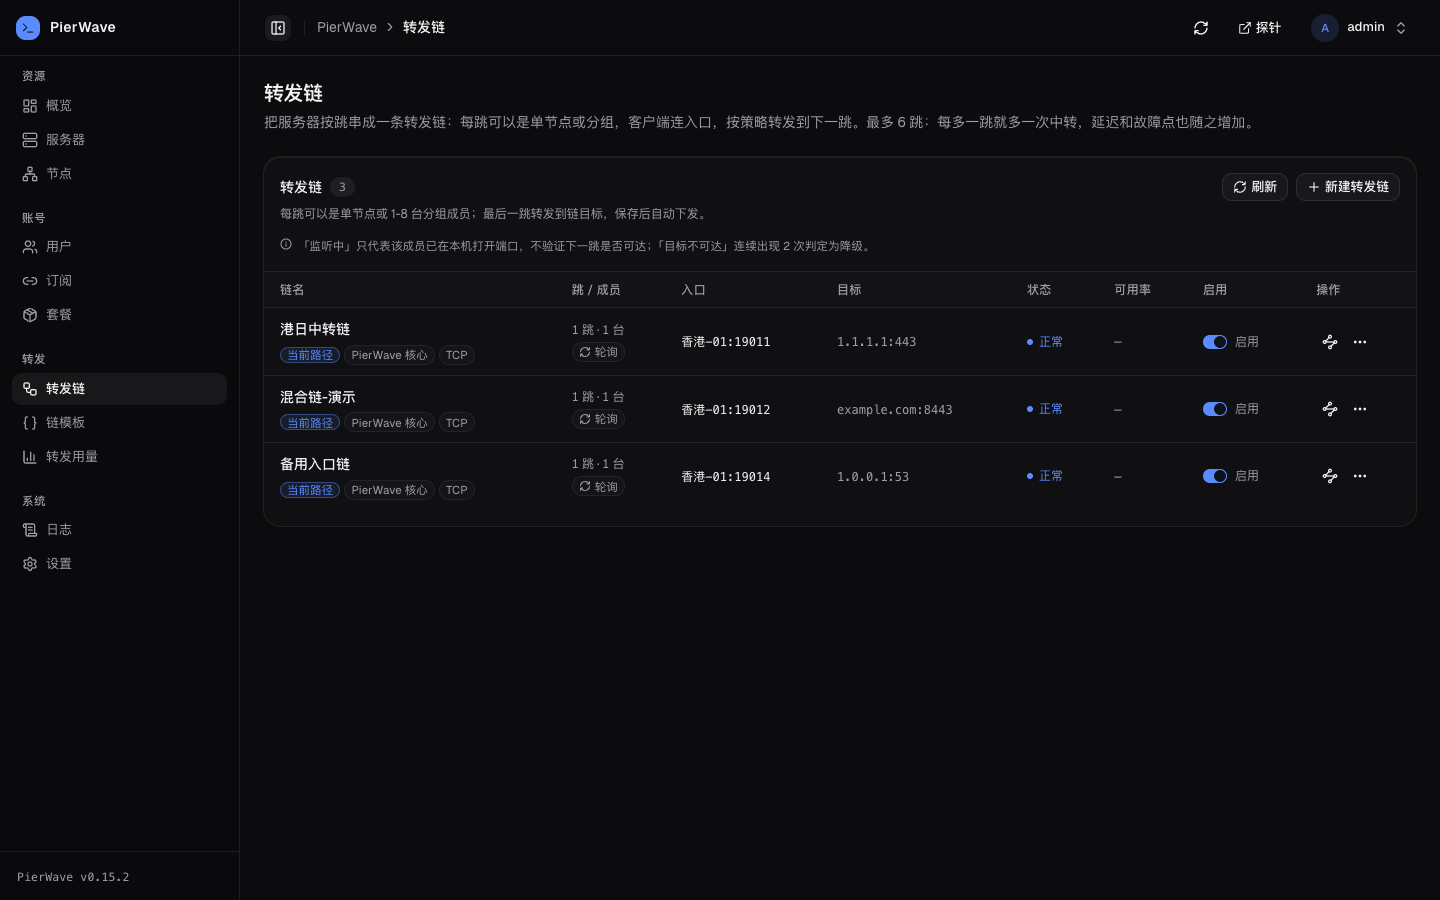 PierWave
PierWave › 转发链
探针
A
admin
资源
概览
服务器
节点
账号
用户
订阅
套餐
转发
转发链
链模板
转发用量
系统
日志
设置
PierWave v0.15.2
转发链
把服务器按跳串成一条转发链：每跳可以是单节点或分组，客户端连入口，按策略转发到下一跳。最多 6 跳：每多一跳就多一次中转，延迟和故障点也随之增加。
转发链 3
刷新
新建转发链
每跳可以是单节点或 1-8 台分组成员；最后一跳转发到链目标，保存后自动下发。
「监听中」只代表该成员已在本机打开端口，不验证下一跳是否可达；「目标不可达」连续出现 2 次判定为降级。
链名 跳 / 成员 入口 目标 状态 可用率 启用 操作
港日中转链
当前路径 PierWave 核心 TCP
1 跳 · 1 台
轮询
香港-01:19011
1.1.1.1:443
正常
—
启用
混合链-演示
当前路径 PierWave 核心 TCP
1 跳 · 1 台
轮询
香港-01:19012
example.com:8443
正常
—
启用
备用入口链
当前路径 PierWave 核心 TCP
1 跳 · 1 台
轮询
香港-01:19014
1.0.0.1:53
正常
—
启用